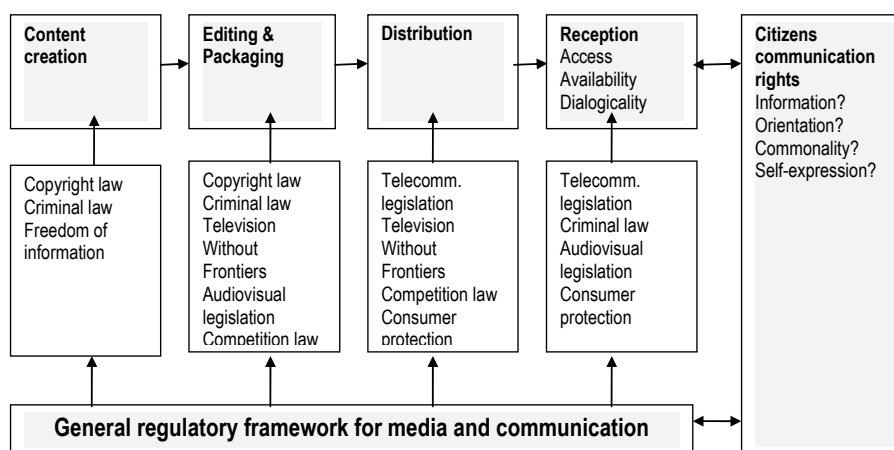 Content
creation
Editing &
Packaging
Distribution
Reception
Access
Availability
Dialogicality
Citizens
communication
rights
Information?
Orientation?
Commonality?
Self-expression?
Copyright law
Criminal law
Freedom of
information
Copyright law
Criminal law
Television
Without
Frontiers
Audiovisual
legislation
Competition law
Telecomm.
legislation
Television
Without
Frontiers
Competition law
Consumer
protection
Telecomm.
legislation
Criminal law
Audiovisual
legislation
Consumer
protection
General regulatory framework for media and communication